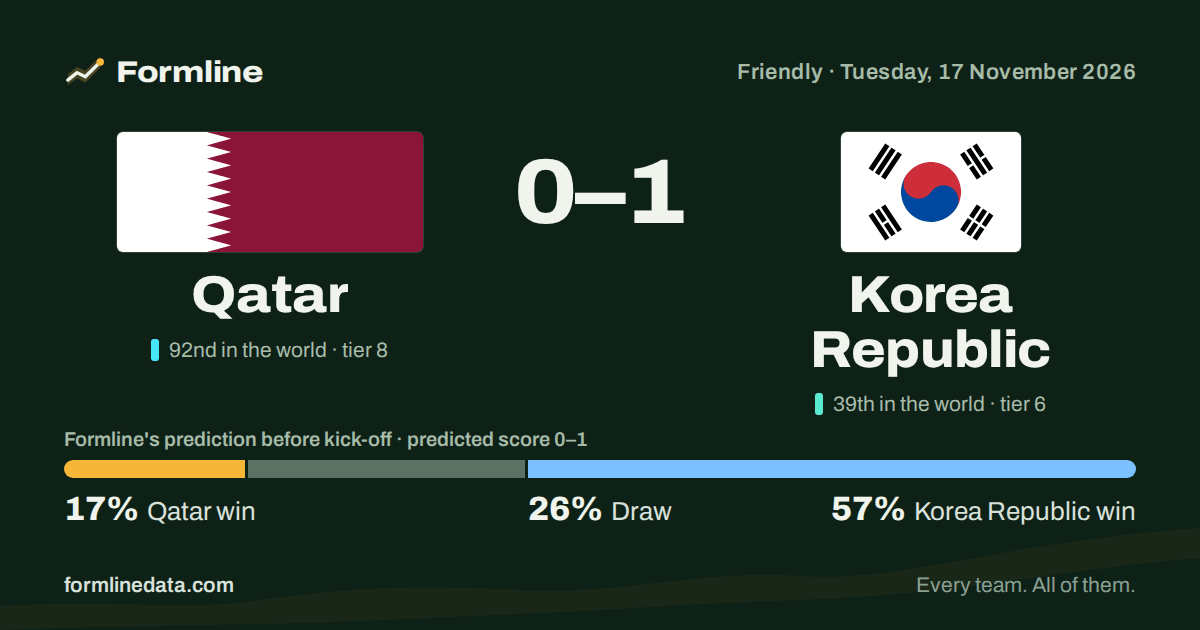 Formline
Friendly · Tuesday, 17 November 2026
0–1
Qatar
92nd in the world · tier 8
Korea
Republic
39th in the world · tier 6
Formline's prediction before kick-off · predicted score 0–1
17% Qatar win
26% Draw
57% Korea Republic win
formlinedata.com
Every team. All of them.